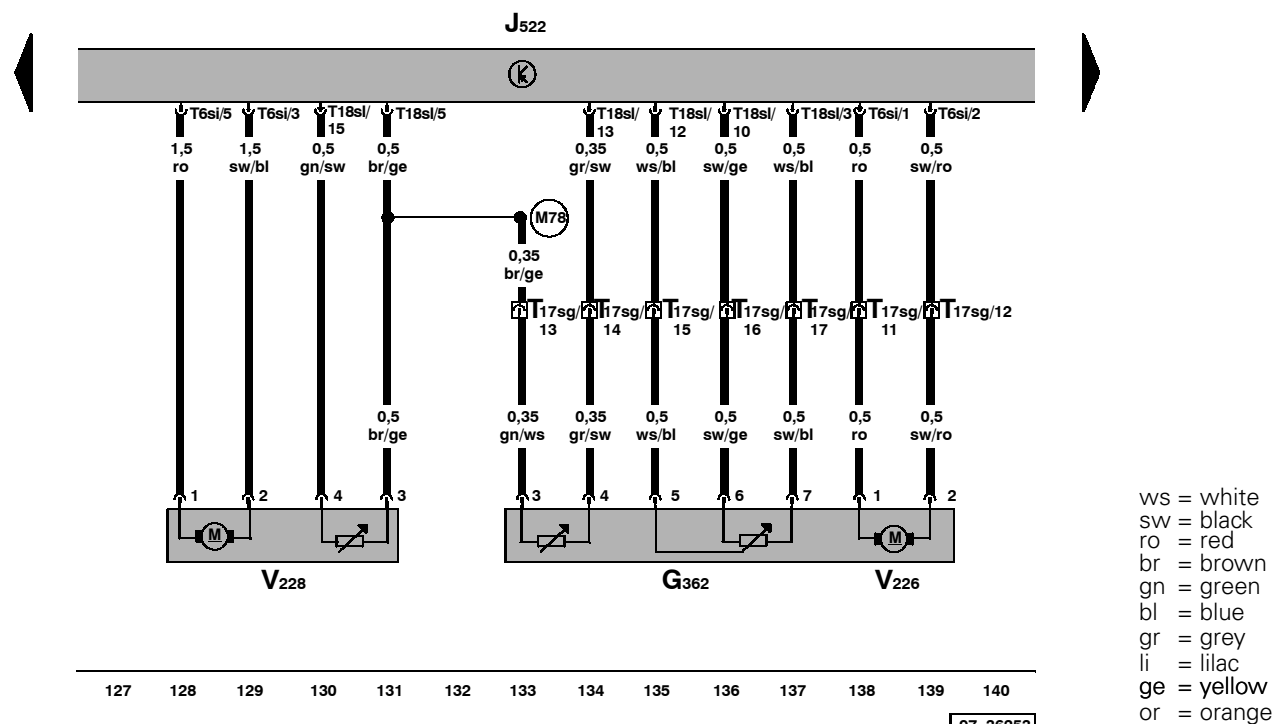 J522
T6si/5 T6si/3 T18sl/ T18sl/5 T18sl/ T18sl/ T18sl/ T18sl/3 T6si/1 T6si/2
15 13 12 10
1,5 1,5 0,5 0,5 0,35 0,5 0,5 0,5 0,5 0,5
ro sw/bl gn/sw br/ge gr/sw ws/bl sw/ge ws/bl ro sw/ro
M78
0,35
br/ge
T17sg/ T17sg/ T17sg/ T17sg/ T17sg/ T17sg/ T17sg/12
13 14 15 16 17 11
0,5 0,35 0,35 0,5 0,5 0,5 0,5 0,5
br/ge gn/ws gr/sw ws/bl sw/ge sw/bl ro sw/ro
1 2 4 3 3 4 5 6 7 1 2
M M
V228 G362 V226
ws = white
sw = black
ro = red
br = brown
gn = green
bl = blue
gr = grey
li = lilac
ge = yellow
or = orange
127 128 129 130 131 132 133 134 135 136 137 138 139 140